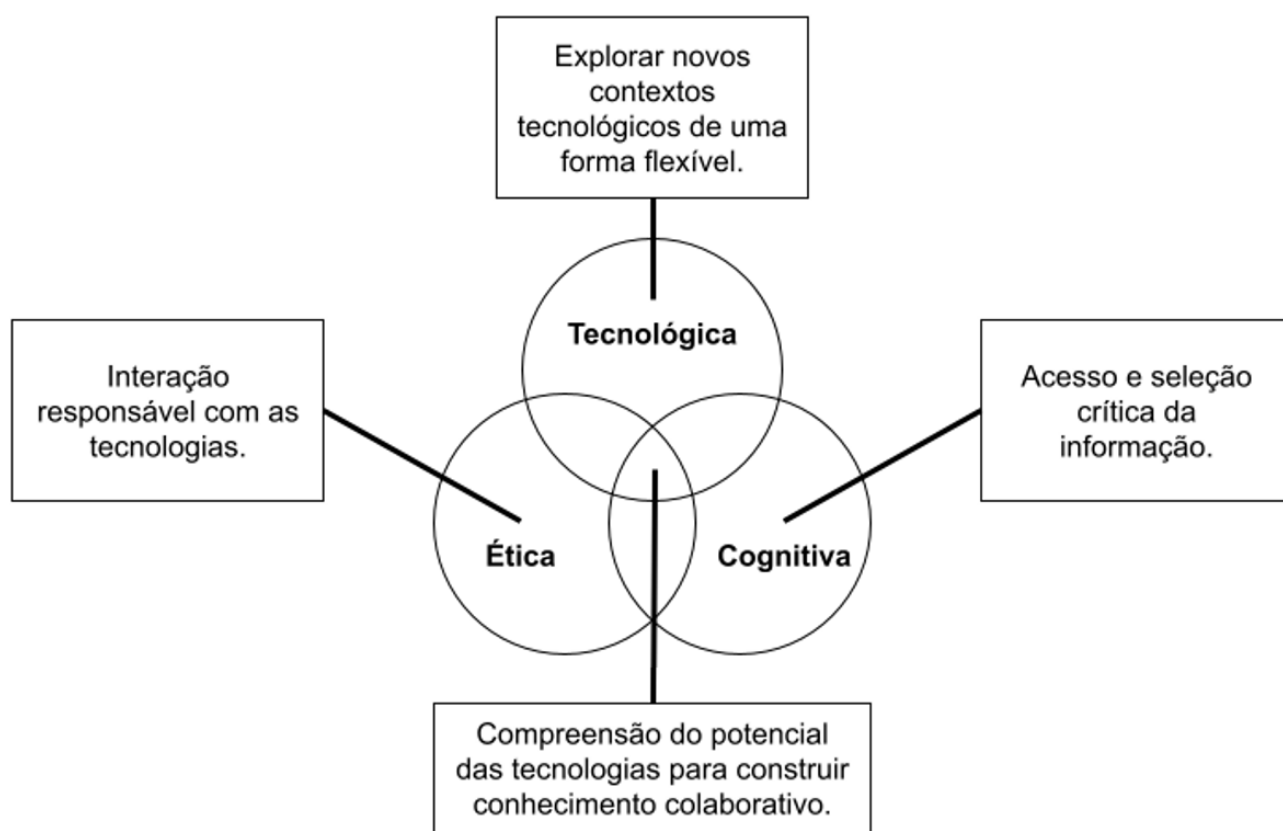 Explorar novos
contextos
tecnológicos de uma
forma flexível.
Tecnológica
Interação
responsável com as
tecnologias.
Acesso e seleção
crítica da
informação.
Ética
Cognitiva
Compreensão do potencial
das tecnologias para construir
conhecimento colaborativo.